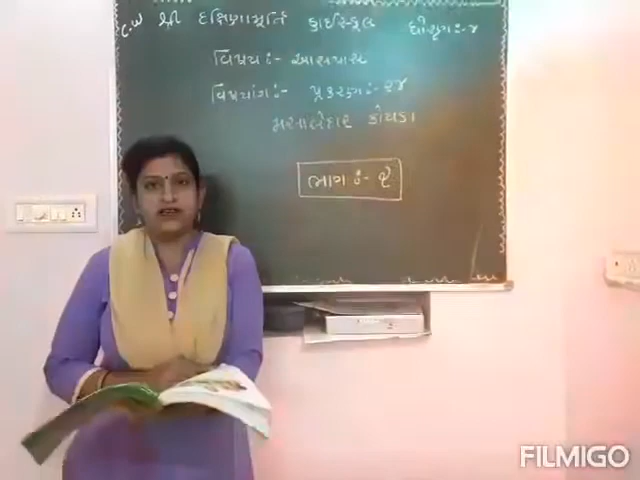 C.W શ્રી દક્ષિણામૂર્તિ હાઈસ્કૂલ ધોરણ:- ૪
વિષય :- આસપાસ
વિષયાંગ:- પ્રકરણ:- ૨૪
મસાલેદાર કોયડા
ભાગ :- ૨
FILMIGO